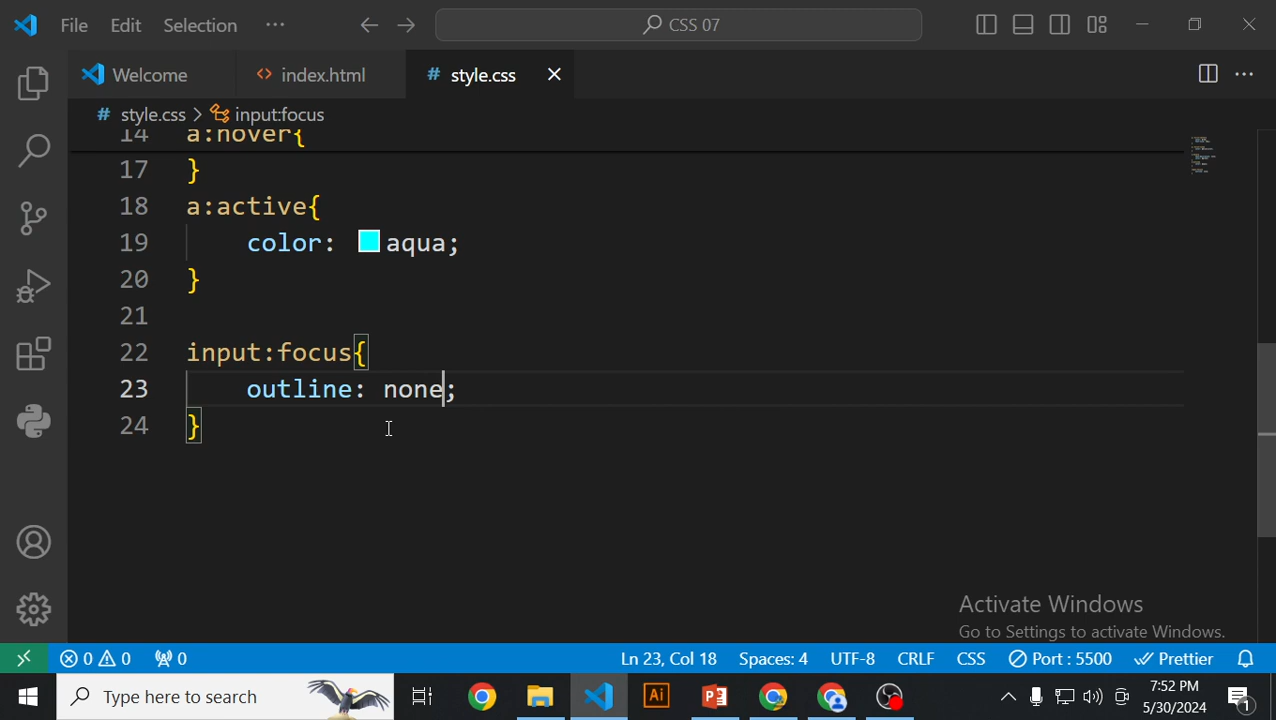 File Edit Selection ··· CSS 07
Welcome index.html # style.css
# style.css > input:focus
14 a:hover{
17 }
18 a:active{
19 color: aqua;
20 }
21
22 input:focus{
23 outline: none;
24 }
Activate Windows
Go to Settings to activate Windows.
0 0 0 Ln 23, Col 18 Spaces: 4 UTF-8 CRLF CSS Port : 5500 Prettier
Type here to search Ai P 7:52 PM
5/30/2024 1